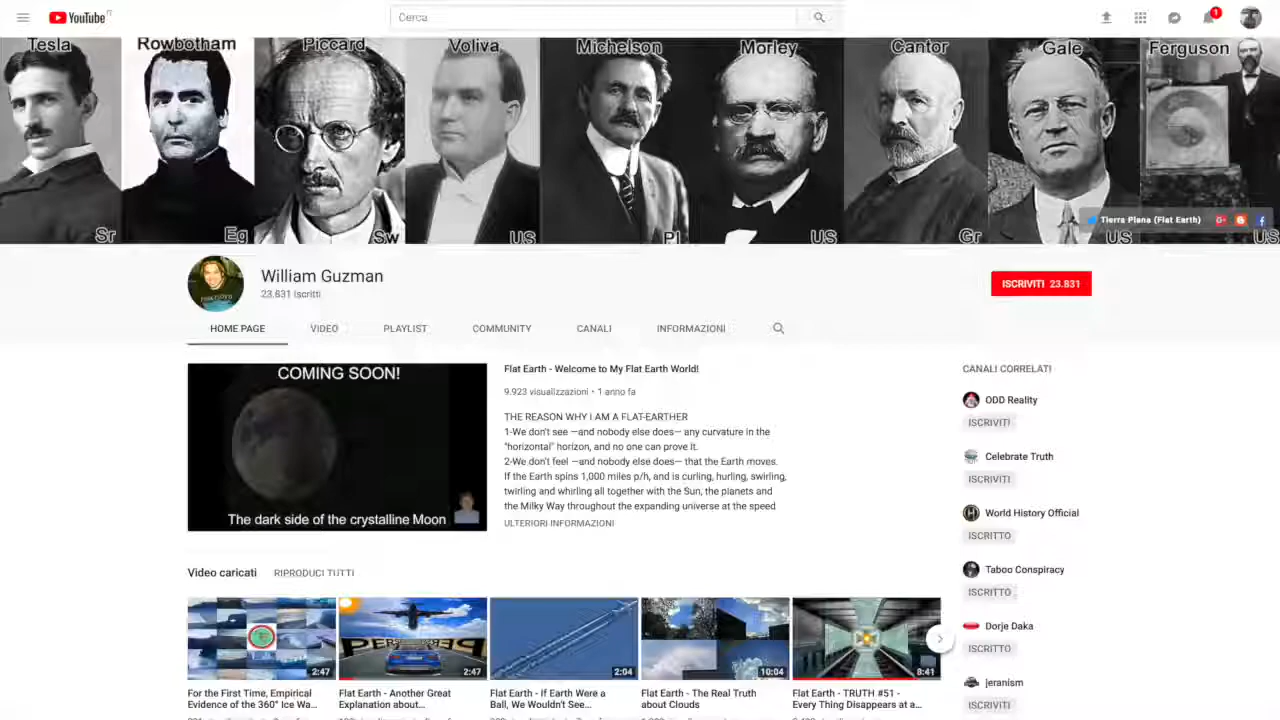 YouTube IT
Cerca
1
Tesla
Rowbotham
Piccard
Voliva
Michelson
Morley
Cantor
Gale
Ferguson
Tierra Plana (Flat Earth)
Sr
Eg
Sw
US
Pl
US
Gr
US
US
William Guzman
23.831 iscritti
ISCRIVITI 23.831
HOME PAGE
VIDEO
PLAYLIST
COMMUNITY
CANALI
INFORMAZIONI
COMING SOON!
The dark side of the crystalline Moon
Flat Earth - Welcome to My Flat Earth World!
9.923 visualizzazioni • 1 anno fa
THE REASON WHY I AM A FLAT-EARTHER
1-We don't see —and nobody else does— any curvature in the
"horizontal" horizon, and no one can prove it.
2-We don't feel —and nobody else does— that the Earth moves.
If the Earth spins 1,000 miles p/h, and is curling, hurling, swirling,
twirling and whirling all together with the Sun, the planets and
the Milky Way throughout the expanding universe at the speed
ULTERIORI INFORMAZIONI
CANALI CORRELATI
ODD Reality
ISCRIVITI
Celebrate Truth
ISCRIVITI
World History Official
ISCRITTO
Taboo Conspiracy
ISCRITTO
Dorje Daka
ISCRITTO
jeranism
ISCRIVITI
Video caricati
RIPRODUCI TUTTI
2:47
2:47
2:04
10:04
8:41
For the First Time, Empirical
Evidence of the 360° Ice Wa...
Flat Earth - Another Great
Explanation about...
Flat Earth - If Earth Were a
Ball, We Wouldn't See...
Flat Earth - The Real Truth
about Clouds
Flat Earth - TRUTH #51 -
Every Thing Disappears at a...